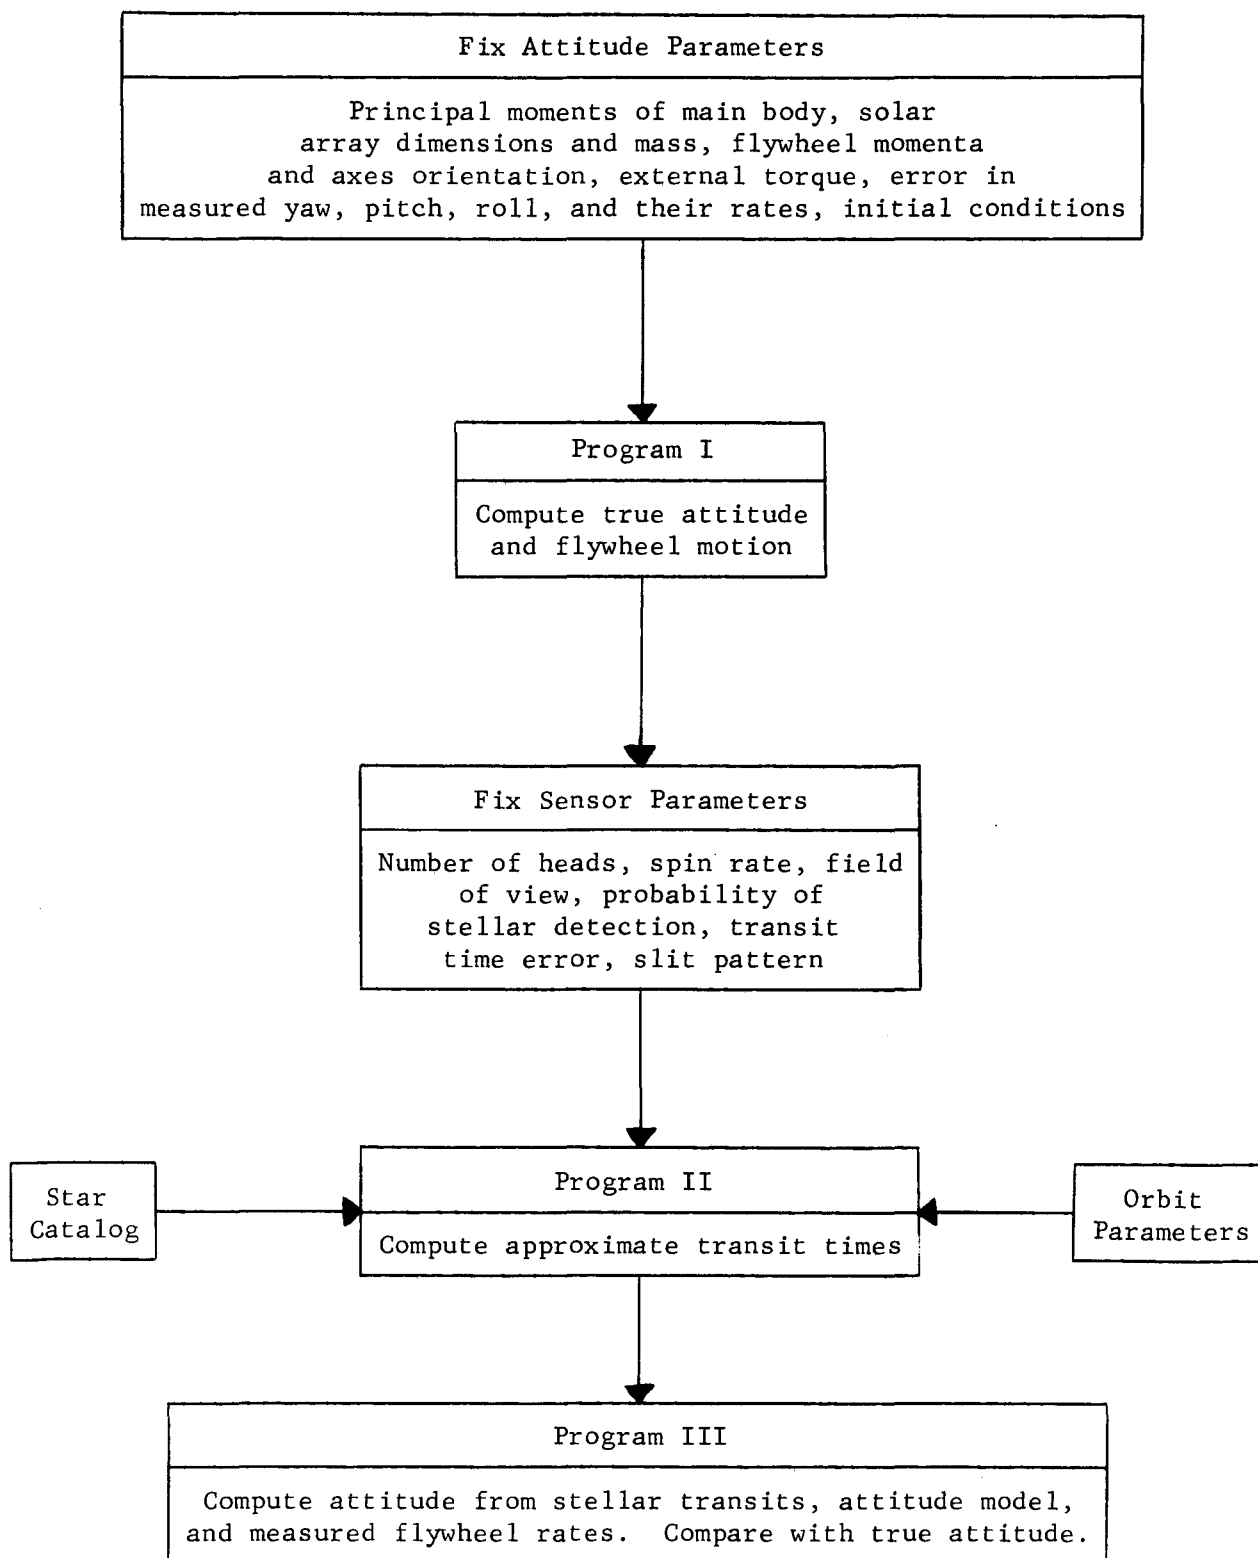 Fix Attitude Parameters
Principal moments of main body, solar
array dimensions and mass, flywheel momenta
and axes orientation, external torque, error in
measured yaw, pitch, roll, and their rates, initial conditions
Program I
Compute true attitude
and flywheel motion
Fix Sensor Parameters
Number of heads, spin rate, field
of view, probability of
stellar detection, transit
time error, slit pattern
Star
Catalog
Program II
Compute approximate transit times
Orbit
Parameters
Program III
Compute attitude from stellar transits, attitude model,
and measured flywheel rates.  Compare with true attitude.